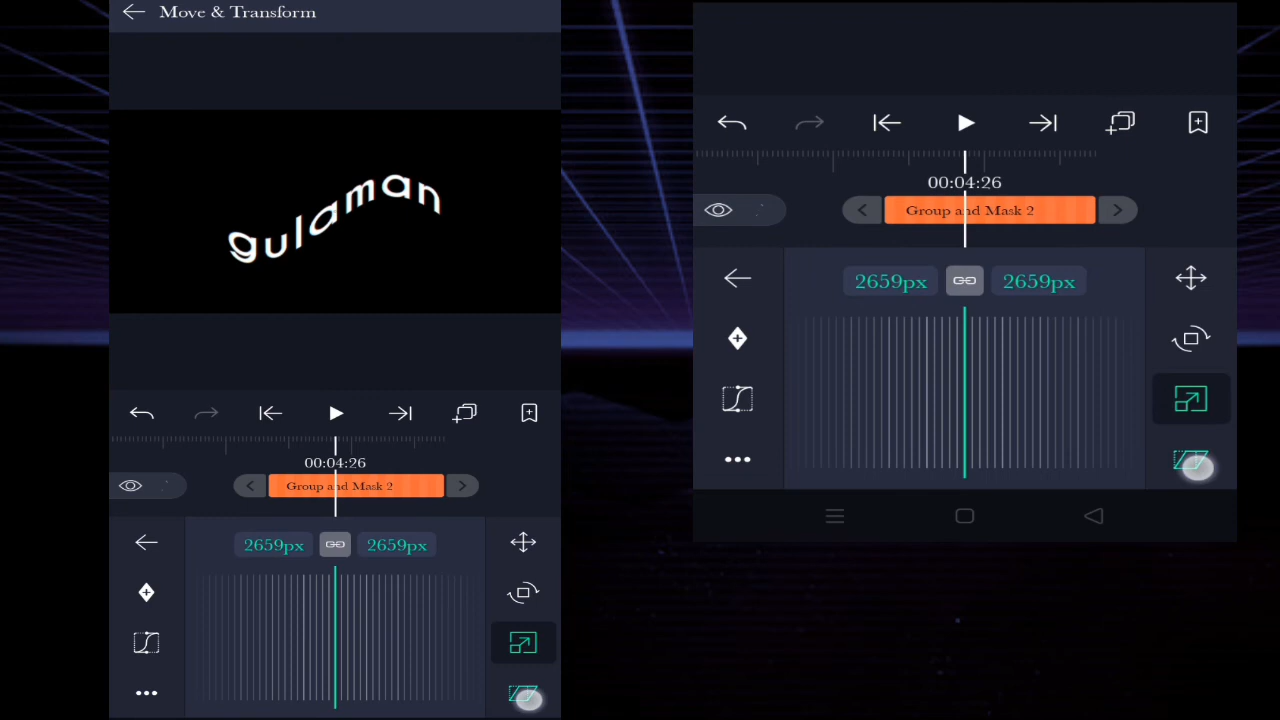 Move & Transform
gulaman
00:04:26
Group and Mask 2
2659px 2659px
00:04:26
Group and Mask 2
2659px 2659px